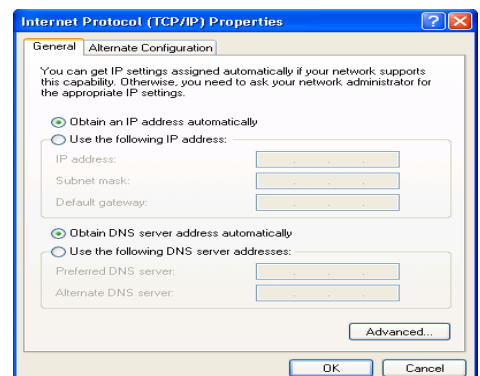 Internet Protocol (TCP/IP) Properties
General
Alternate Configuration
You can get IP settings assigned automatically if your network supports
this capability. Otherwise, you need to ask your network administrator for
the appropriate IP settings.
Obtain an IP address automatically
Use the following IP address:
IP address:
Subnet mask:
Default gateway:
Obtain DNS server address automatically
Use the following DNS server addresses:
Preferred DNS server:
Alternate DNS server:
Advanced...
OK
Cancel